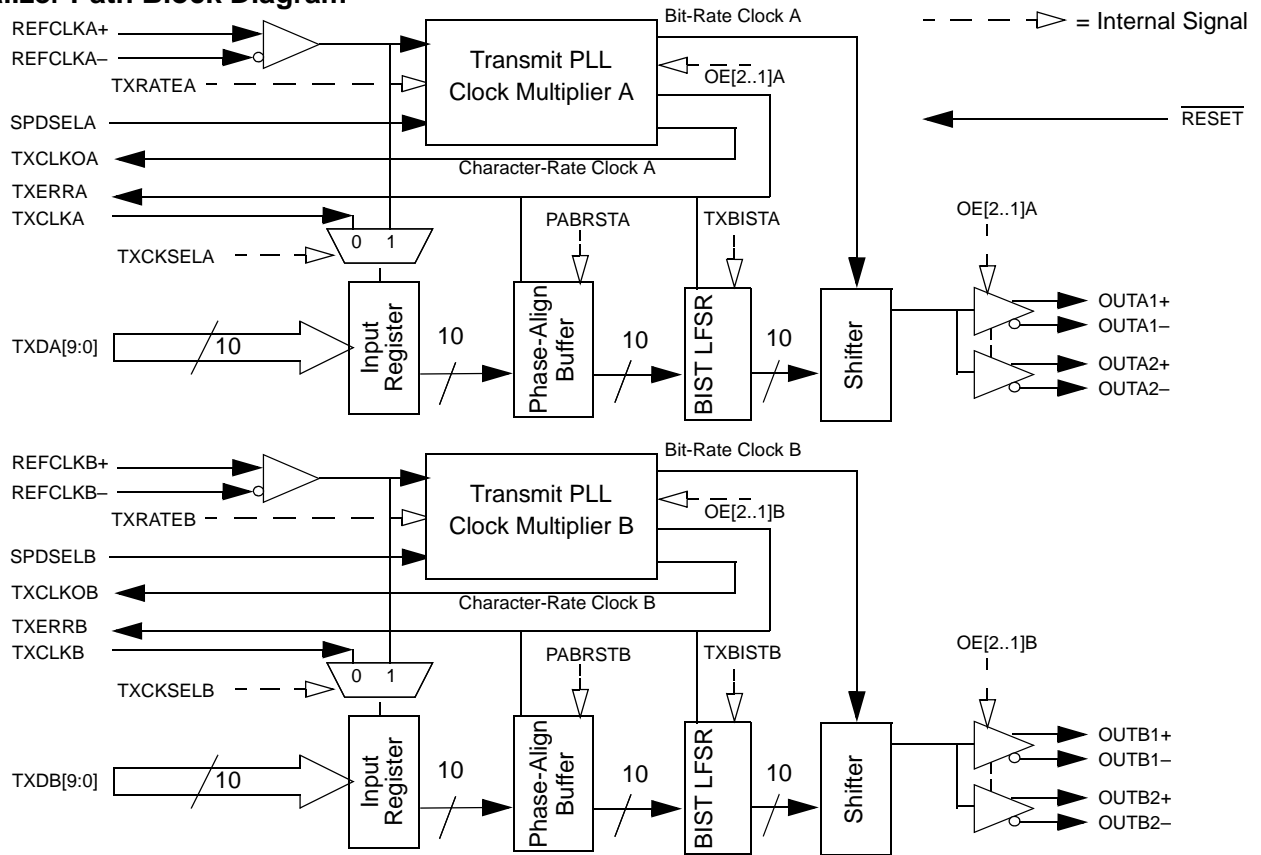 Bit-Rate Clock A
REFCLKA+
REFCLKA–
= Internal Signal
Transmit PLL
Clock Multiplier A
TXRATEA
OE[2..1]A
SPDSELA
RESET
TXCLKOA
Character-Rate Clock A
TXERRA
TXCLKA
PABRSTA
TXBISTA
OE[2..1]A
0 1
TXCKSELA
TXDA[9:0]
10
Input
Register
10
Phase-Align
Buffer
10
BIST LFSR
10
Shifter
OUTA1+
OUTA1–
OUTA2+
OUTA2–
Bit-Rate Clock B
REFCLKB+
REFCLKB–
Transmit PLL
Clock Multiplier B
TXRATEB
OE[2..1]B
SPDSELB
TXCLKOB
Character-Rate Clock B
TXERRB
TXCLKB
PABRSTB
TXBISTB
OE[2..1]B
0 1
TXCKSELB
TXDB[9:0]
10
Input
Register
10
Phase-Align
Buffer
10
BIST LFSR
10
Shifter
OUTB1+
OUTB1–
OUTB2+
OUTB2–